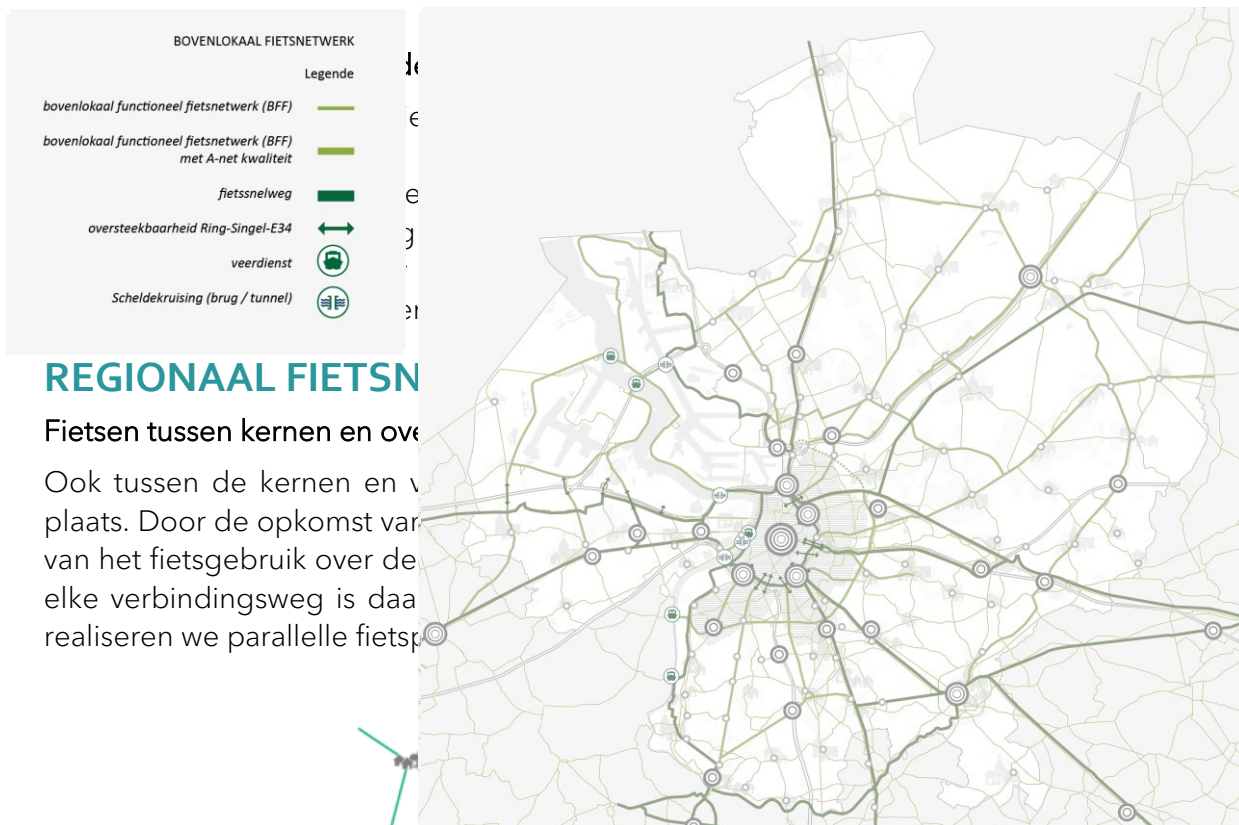 BOVENLOKAAL FIETSNETWERK
Legende
bovenlokaal functioneel fietsnetwerk (BFF)
bovenlokaal functioneel fietsnetwerk (BFF)
met A-net kwaliteit
fietssnelweg
oversteekbaarheid Ring-Singel-E34
veerdienst
Scheldekruising (brug / tunnel)
REGIONAAL FIETSN
Fietsen tussen kernen en ove
Ook tussen de kernen en v
plaats. Door de opkomst van
van het fietsgebruik over de
elke verbindingsweg is daa
realiseren we parallelle fietsp